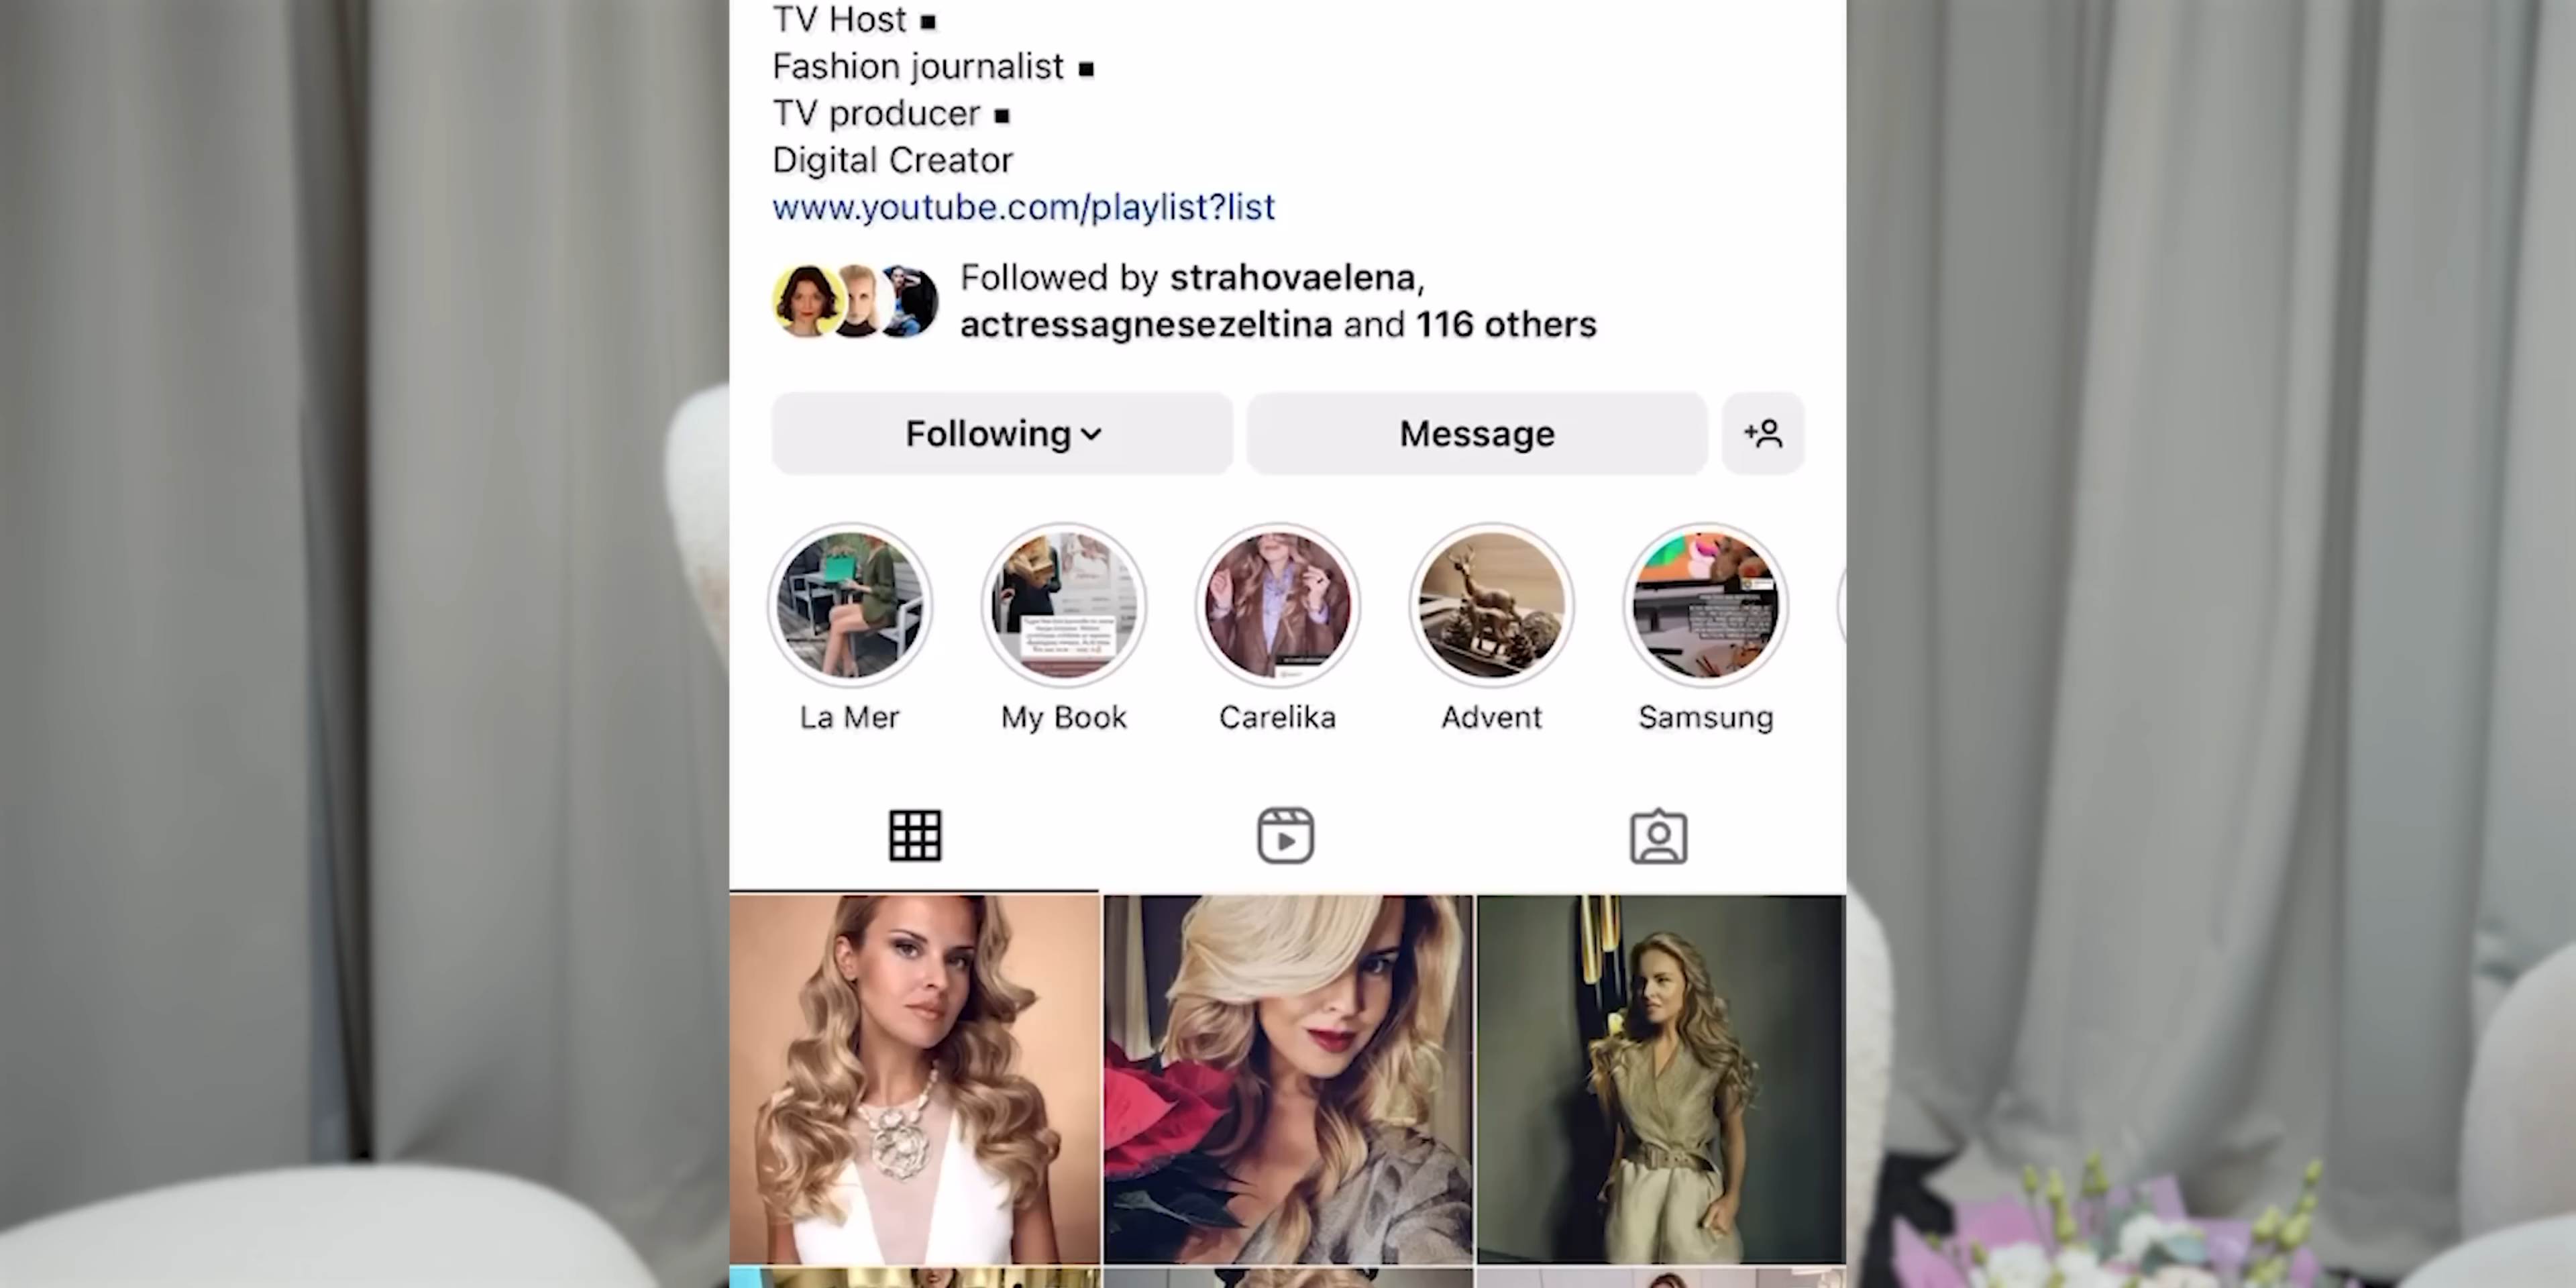 TV Host ▪
Fashion journalist ▪
TV producer ▪
Digital Creator
www.youtube.com/playlist?list
Followed by strahovaelena,
actressagnesezeltina and 116 others
Following
Message
La Mer
My Book
Carelika
Advent
Samsung